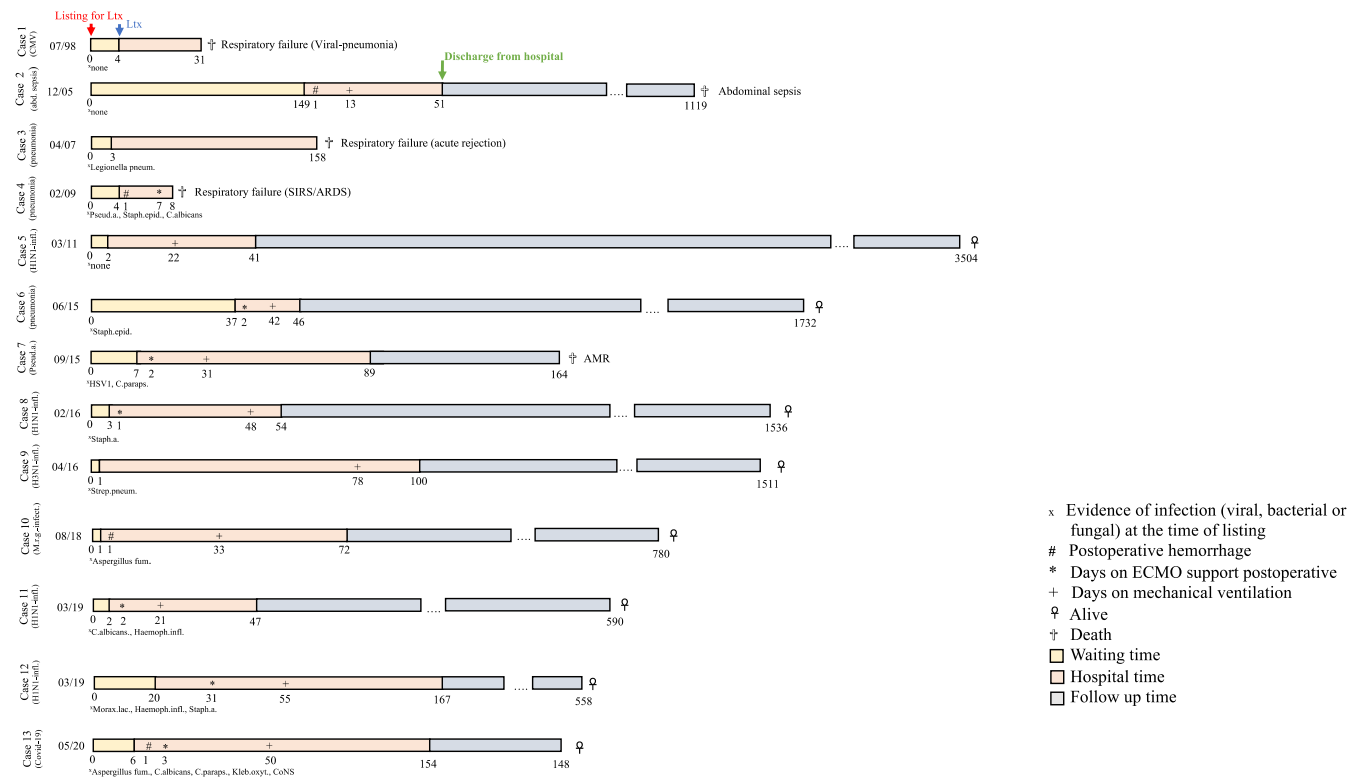 Listing for Ltx
Ltx
Case 1
(CMV)
07/98
0 4 31
† Respiratory failure (Viral-pneumonia)
xnone
Discharge from hospital
Case 2
(abd. sepsis)
12/05
# +
0 149 1 13 51 1119
....
† Abdominal sepsis
xnone
Case 3
(pneumonia)
04/07
0 3 158
† Respiratory failure (acute rejection)
xLegionella pneum.
Case 4
(pneumonia)
02/09
# *
0 4 1 7 8
† Respiratory failure (SIRS/ARDS)
xPseud.a., Staph.epid., C.albicans
Case 5
(H1N1-infl.)
03/11
+
....
0 2 22 41 3504
xnone
Case 6
(pneumonia)
06/15
* +
....
0 37 2 42 46 1732
xStaph.epid.
Case 7
(Pseud.a.)
09/15
* +
† AMR
0 7 2 31 89 164
xHSV1, C.paraps.
Case 8
(H1N1-infl.)
02/16
* +
....
0 3 1 48 54 1536
xStaph.a.
Case 9
(H3N1-infl.)
04/16
+
....
0 1 78 100 1511
xStrep.pneum.
Case 10
(M.r.g.-infect.)
08/18
# +
....
0 1 1 33 72 780
xAspergillus fum.
Case 11
(H1N1-infl.)
03/19
* +
....
0 2 2 21 47 590
xC.albicans., Haemoph.infl.
Case 12
(H1N1-infl.)
03/19
* +
....
0 20 31 55 167 558
xMorax.lac., Haemoph.infl., Staph.a.
Case 13
(Covid-19)
05/20
# * +
0 6 1 3 50 154 148
xAspergillus fum., C.albicans, C.paraps., Kleb.oxyt., CoNS
x Evidence of infection (viral, bacterial or
fungal) at the time of listing
# Postoperative hemorrhage
* Days on ECMO support postoperative
+ Days on mechanical ventilation
Alive
† Death
Waiting time
Hospital time
Follow up time